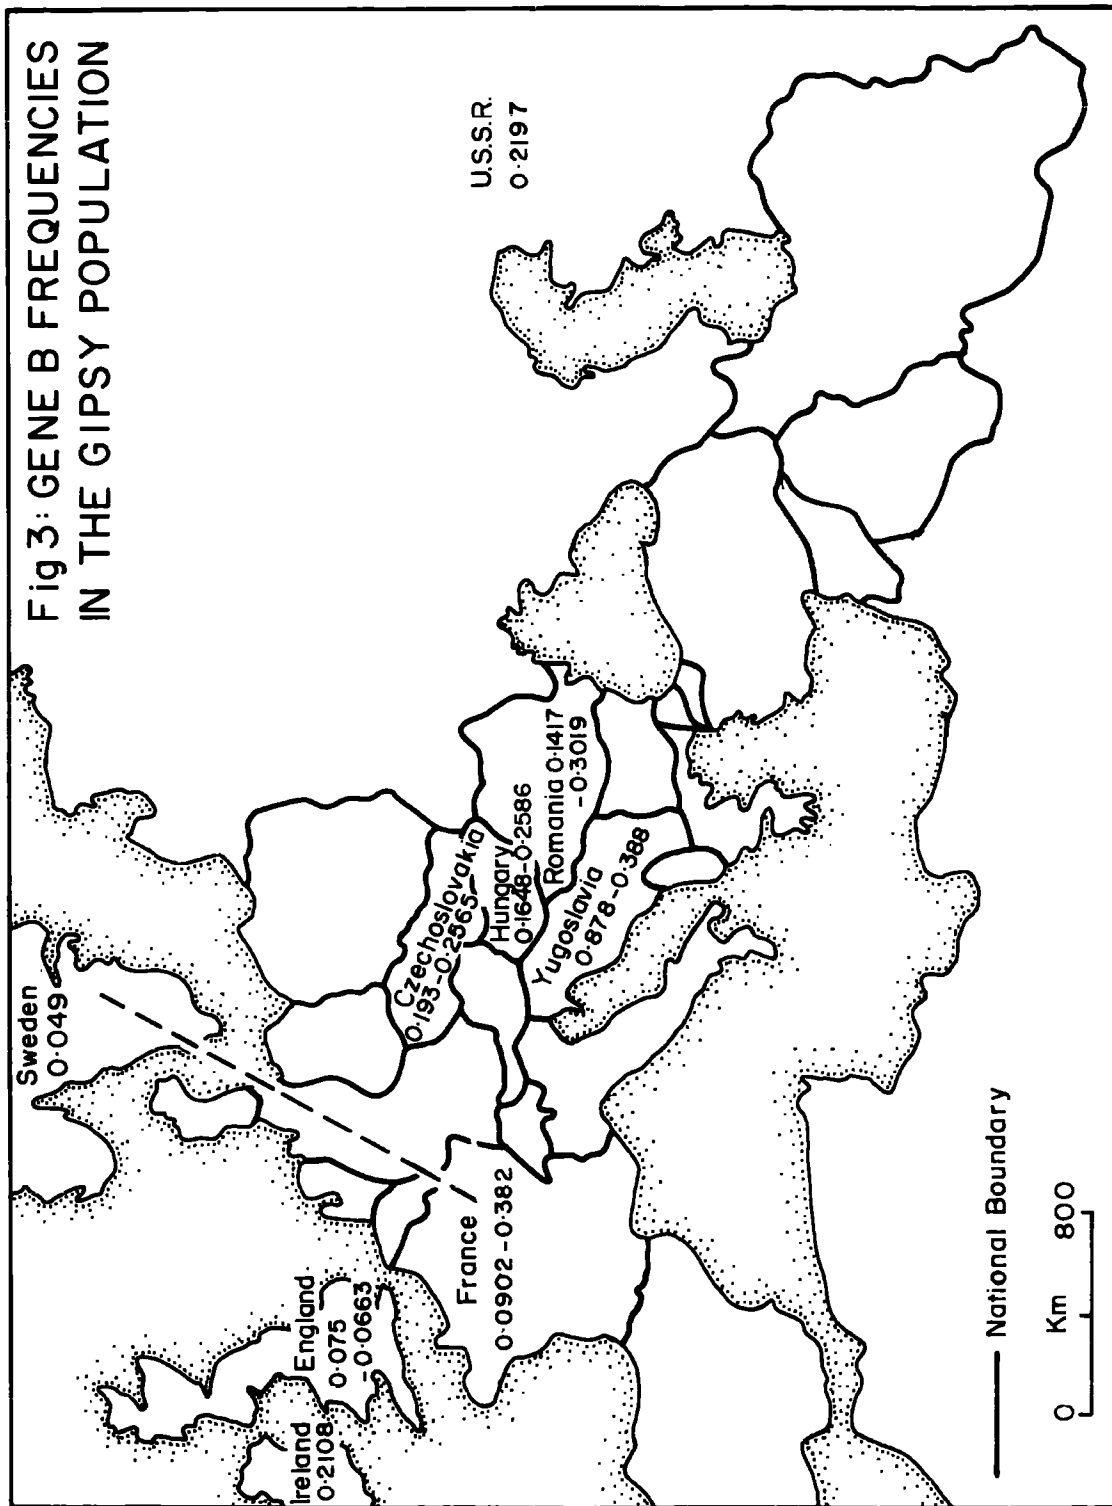 Fig 3: GENE B FREQUENCIES
IN THE GIPSY POPULATION
Sweden
0·049
U.S.S.R.
0·2197
Ireland
0·2108
England
0·075
-0·0663
France
0·0902-0·382
Czechoslovakia
0·193-0·2565
Hungary
0·1648-0·2586
Romania 0·1417
-0·3019
Yugoslavia
0·878-0·388
National Boundary
Km
0 800